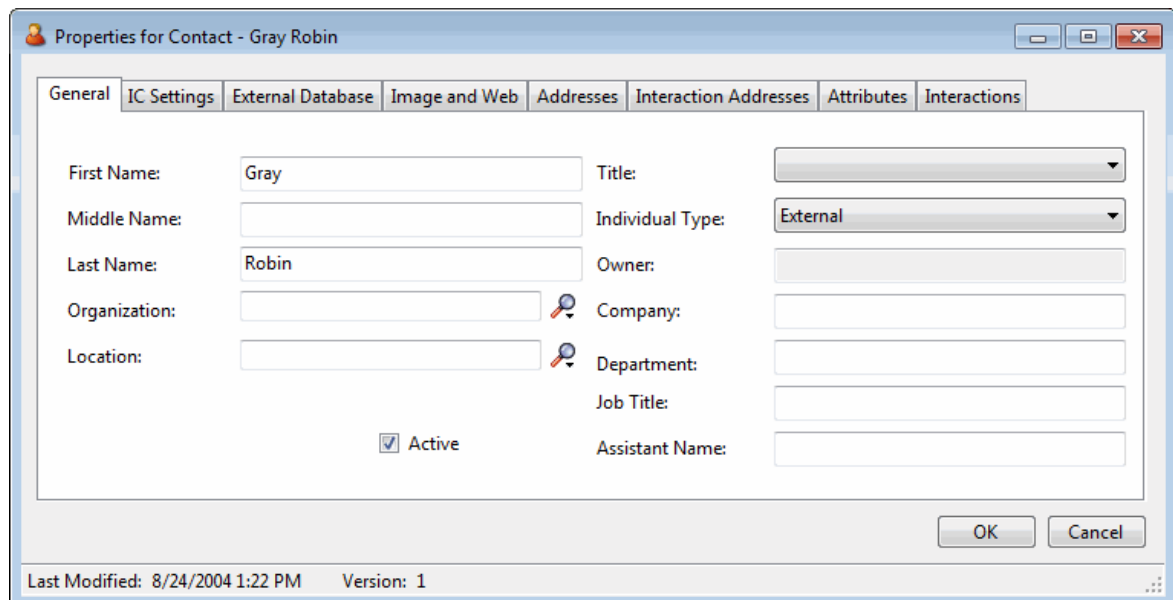 Properties for Contact - Gray Robin
General IC Settings External Database Image and Web Addresses Interaction Addresses Attributes Interactions
First Name: Gray Title:
Middle Name: Individual Type: External
Last Name: Robin Owner:
Organization: Company:
Location: Department:
Job Title:
Active Assistant Name:
OK Cancel
Last Modified: 8/24/2004 1:22 PM Version: 1